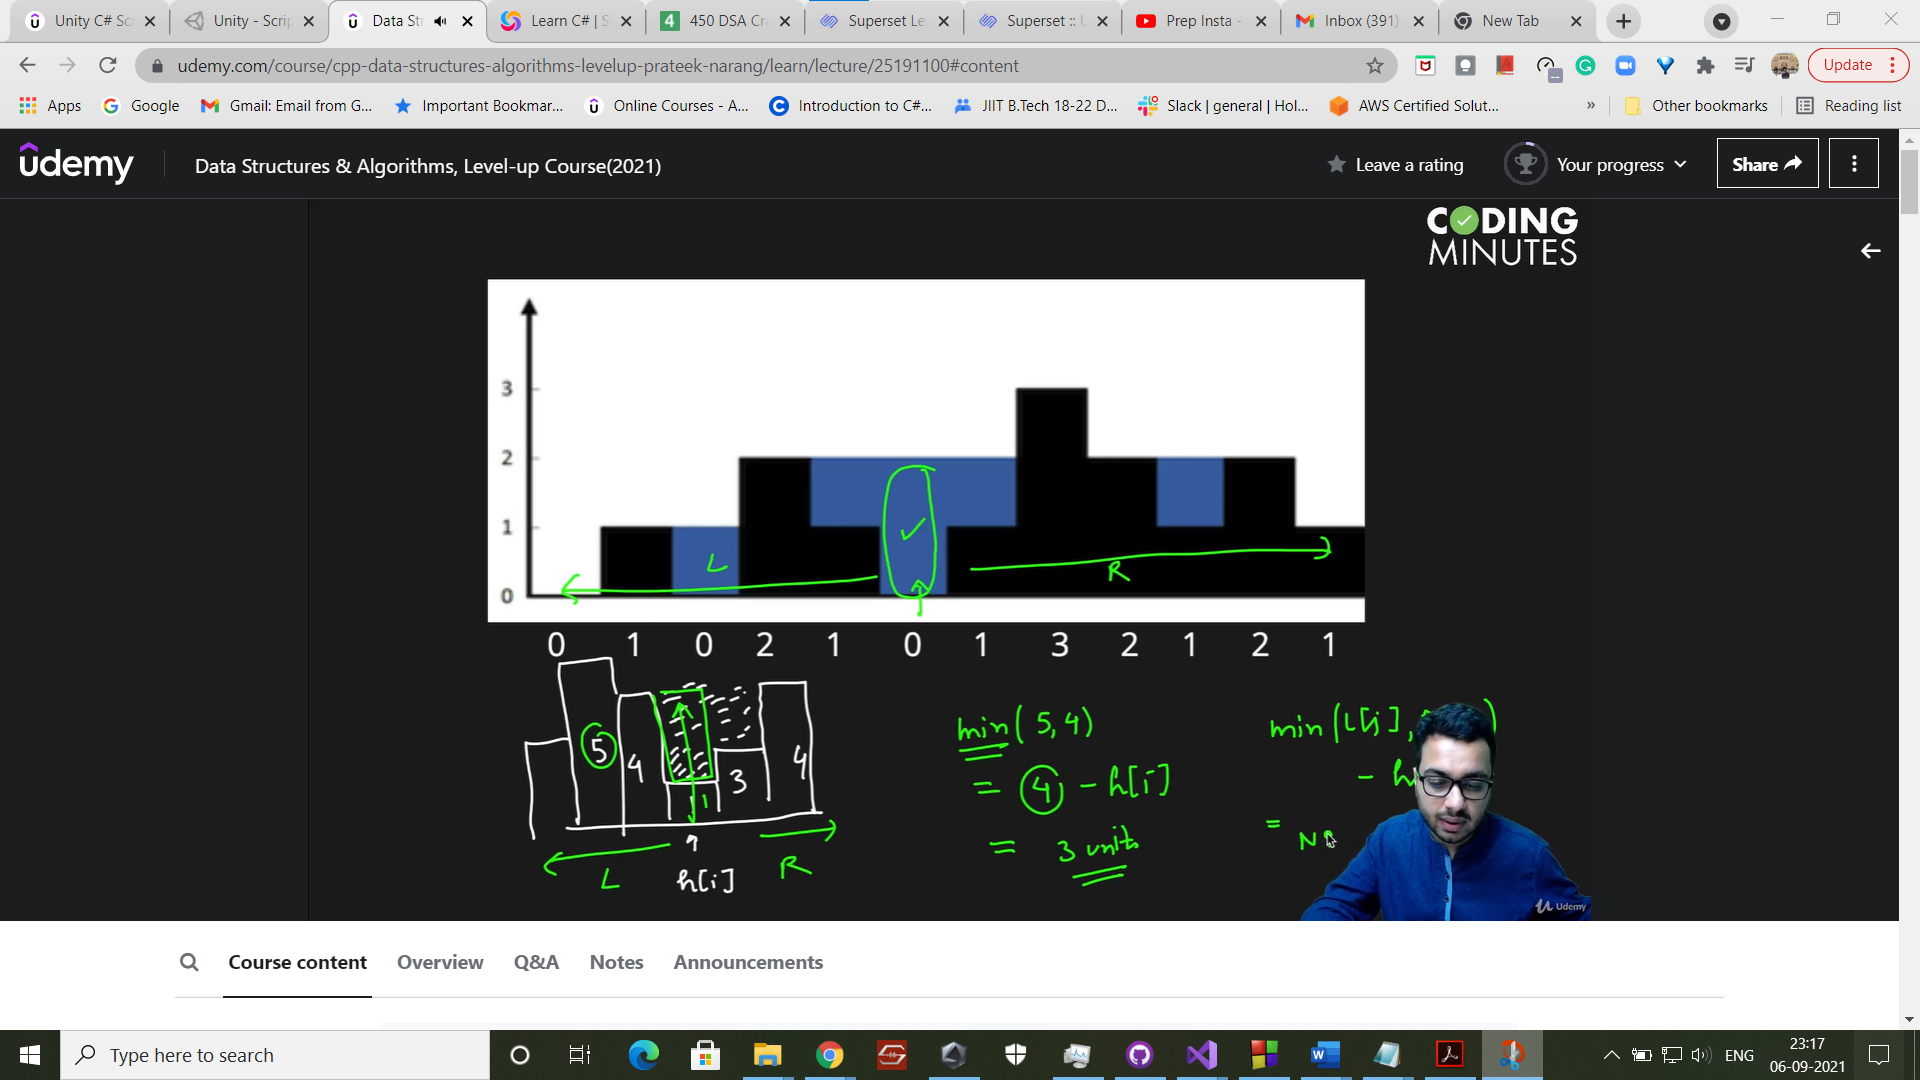 Unity C# Sc
Unity - Scrip
Data St
Learn C# | S
450 DSA Cra
Superset Le
Superset :: U
Prep Insta -
Inbox (391)
New Tab
udemy.com/course/cpp-data-structures-algorithms-levelup-prateek-narang/learn/lecture/25191100#content
Update
Apps
Google
Gmail: Email from G...
Important Bookmar...
Online Courses - A...
Introduction to C#...
JIIT B.Tech 18-22 D...
Slack | general | Hol...
AWS Certified Solut...
»
Other bookmarks
Reading list
ûdemy
Data Structures & Algorithms, Level-up Course(2021)
Leave a rating
Your progress
Share
CODING
MINUTES
3
2
1
0
L
R
0 1 0 2 1 0 1 3 2 1 2 1
5 4 1 3 4
L h[i] R
min(5,4)
= 4 - h[i]
= 3 units
min(L[i],
- h
=
Udemy
Course content
Overview
Q&A
Notes
Announcements
Type here to search
ENG
23:17
06-09-2021